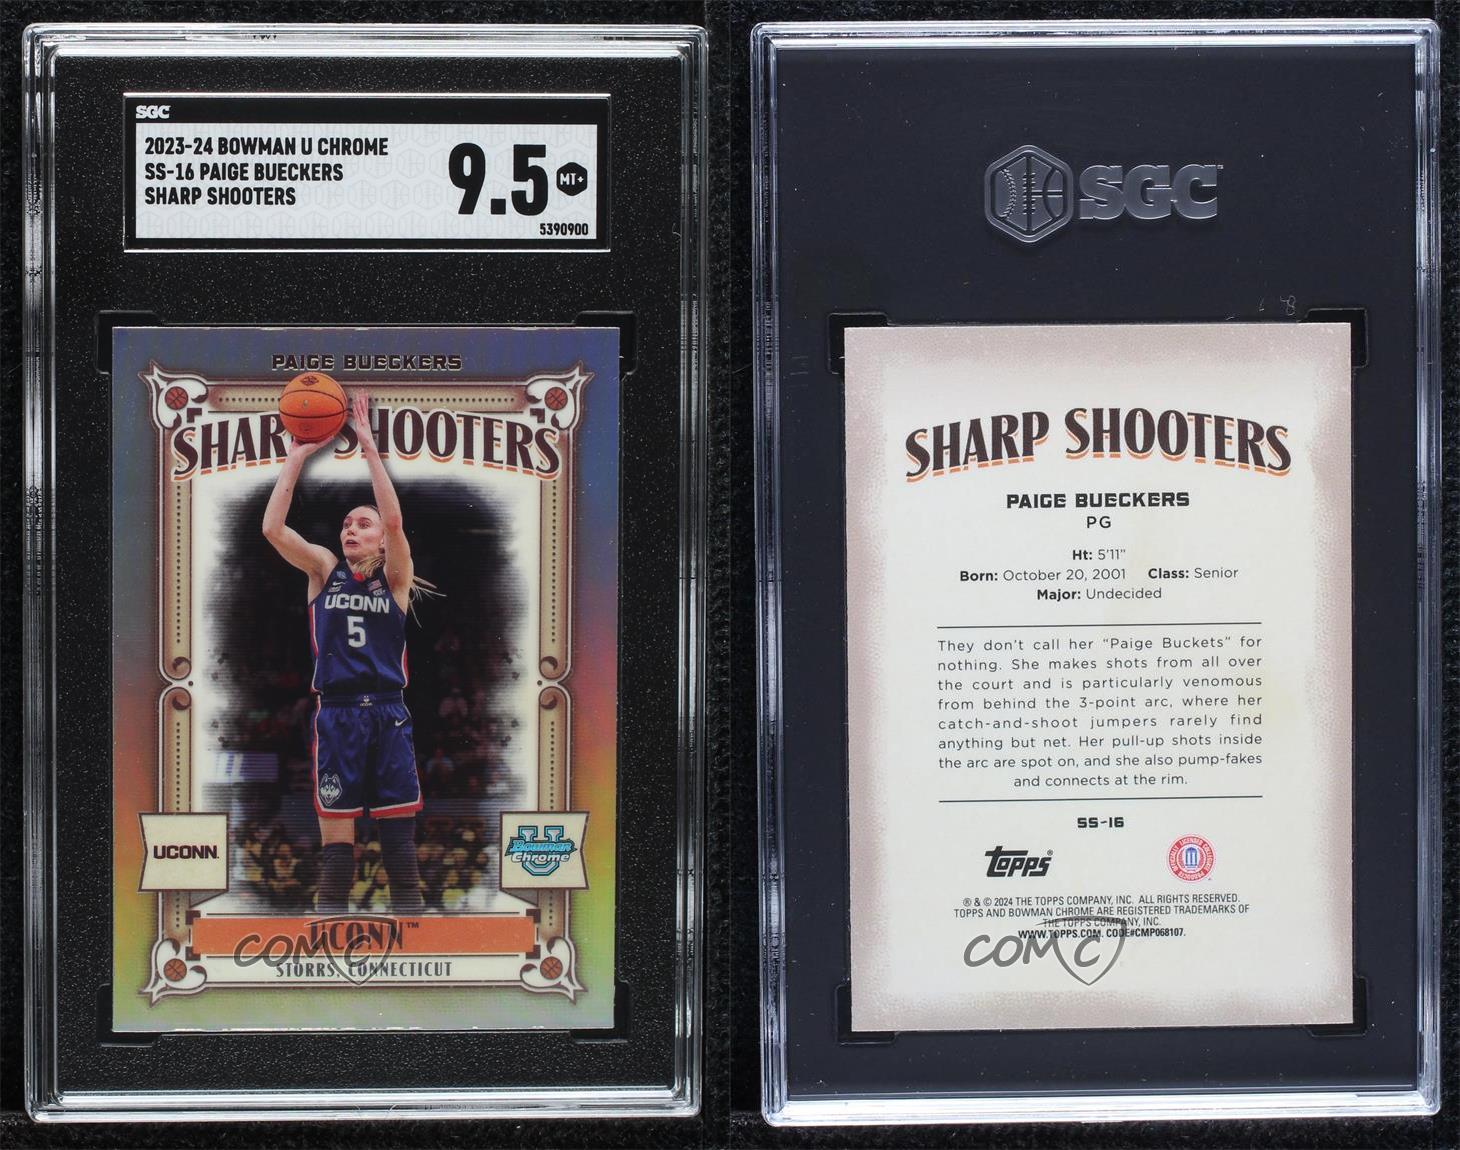 SGC
2023-24 BOWMAN U CHROME
SS-16 PAIGE BUECKERS
SHARP SHOOTERS
9.5 MT+
5390900
PAIGE BUECKERS
SHARP SHOOTERS
UCONN
5
UCONN
U
Bowman
Chrome
UCONN™
STORRS, CONNECTICUT
COMC
SGC
SHARP SHOOTERS
PAIGE BUECKERS
PG
Ht: 5'11"
Born: October 20, 2001 Class: Senior
Major: Undecided
They don't call her "Paige Buckets" for
nothing. She makes shots from all over
the court and is particularly venomous
from behind the 3-point arc, where her
catch-and-shoot jumpers rarely find
anything but net. Her pull-up shots inside
the arc are spot on, and she also pump-fakes
and connects at the rim.
SS-16
TOPPS®
OFFICIALLY LICENSED COLLEGIATE PRODUCTS
® & © 2024 THE TOPPS COMPANY, INC. ALL RIGHTS RESERVED.
TOPPS AND BOWMAN CHROME ARE REGISTERED TRADEMARKS OF
THE TOPPS COMPANY, INC.
WWW.TOPPS.COM. CODE#CMP068107.
COMC